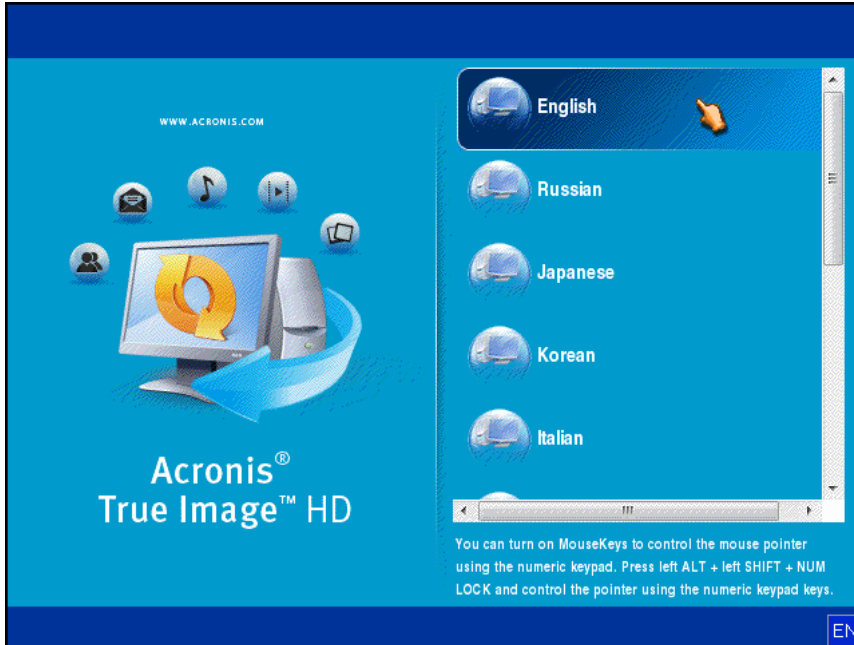 WWW.ACRONIS.COM
Acronis®
True Image™ HD
English
Russian
Japanese
Korean
Italian
You can turn on MouseKeys to control the mouse pointer
using the numeric keypad. Press left ALT + left SHIFT + NUM
LOCK and control the pointer using the numeric keypad keys.
EN